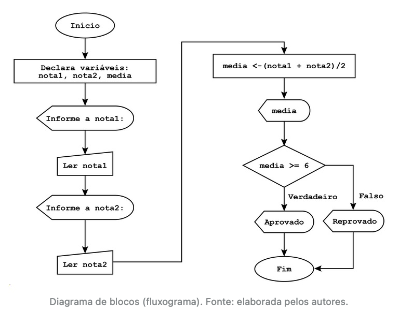 Início
Declara variáveis:
nota1, nota2, media
Informe a nota1:
Ler nota1
Informe a nota2:
Ler nota2
media <-(nota1 + nota2)/2
media
media >= 6
Verdadeiro
Falso
Aprovado
Reprovado
Fim
Diagrama de blocos (fluxograma). Fonte: elaborada pelos autores.